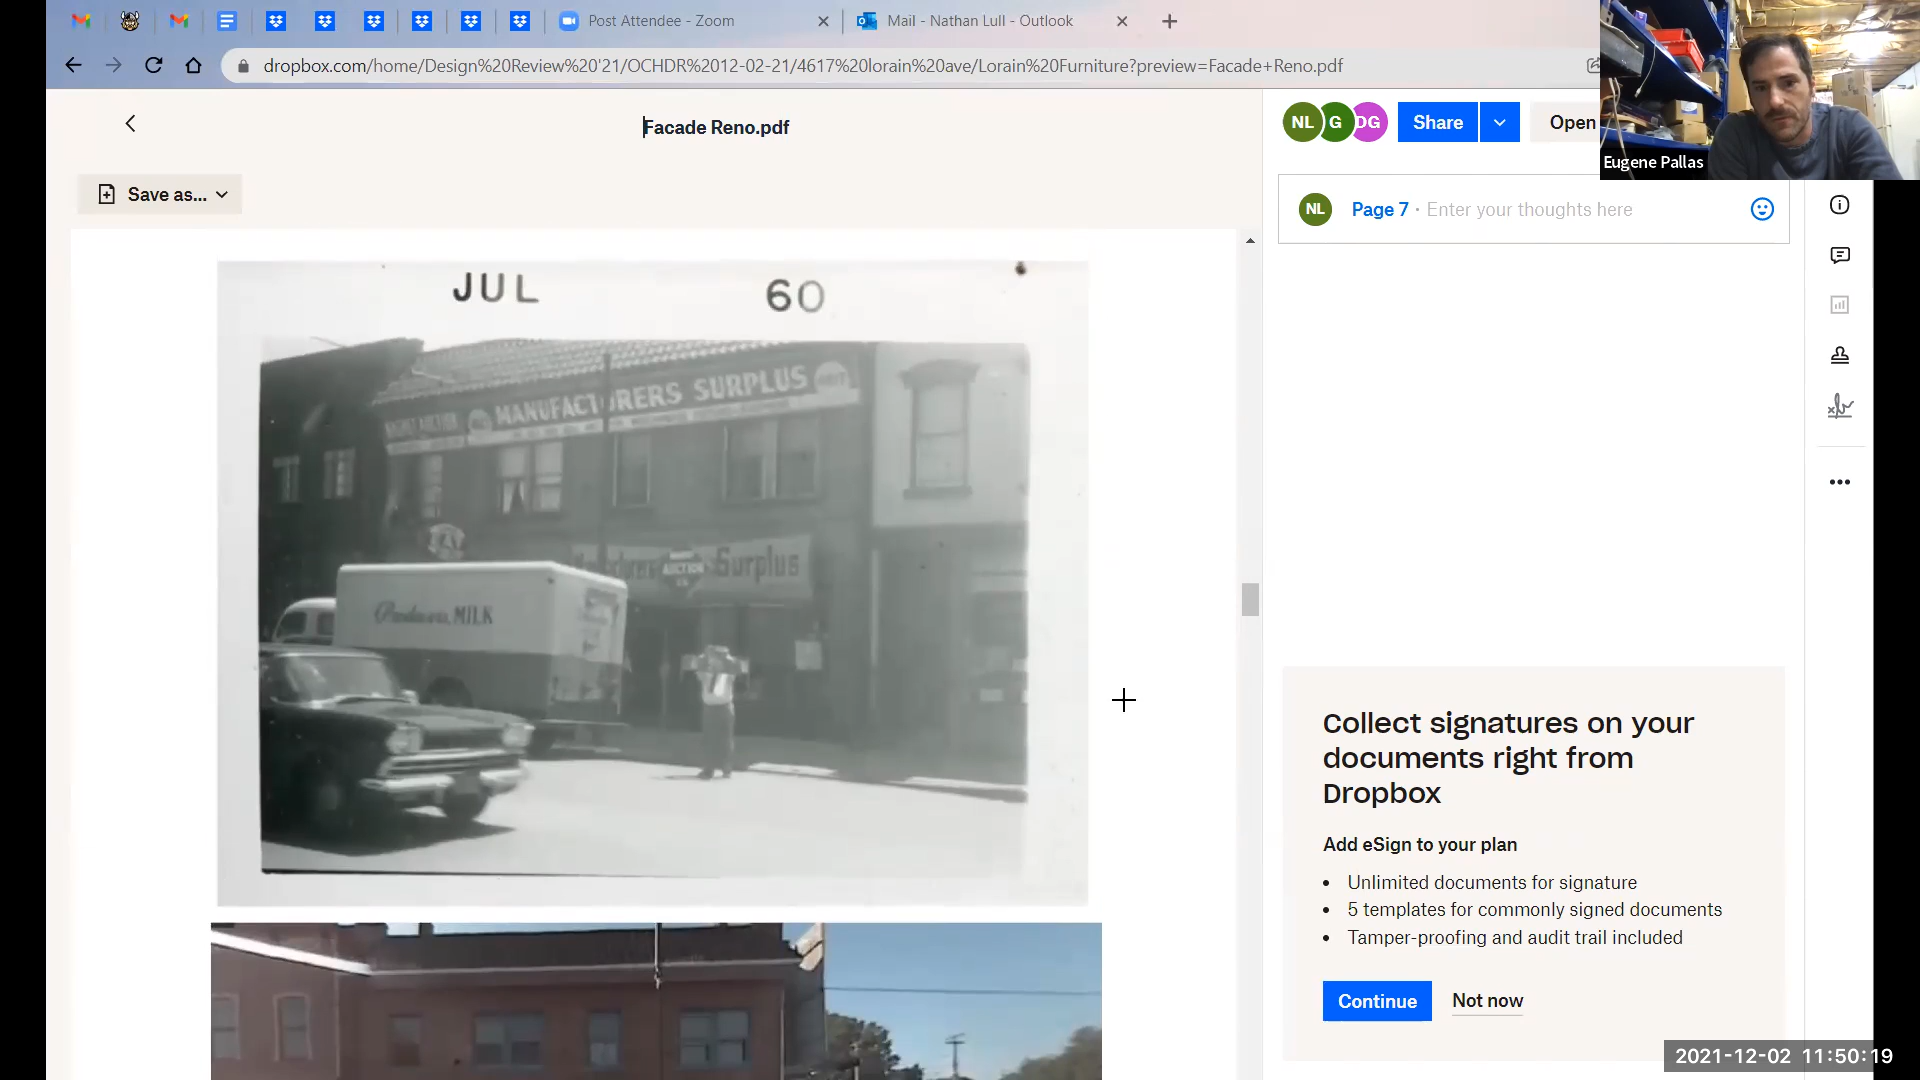 Post Attendee - Zoom
Mail - Nathan Lull - Outlook
dropbox.com/home/Design%20Review%20'21/OCHDR%2012-02-21/4617%20lorain%20ave/Lorain%20Furniture?preview=Facade+Reno.pdf
Facade Reno.pdf
NL G DG
Share
Open
Eugene Pallas
Save as...
NL Page 7 · Enter your thoughts here
JUL 60
MANUFACTURERS SURPLUS
Surplus
AUCTION
MILK
Collect signatures on your
documents right from
Dropbox
Add eSign to your plan
• Unlimited documents for signature
• 5 templates for commonly signed documents
• Tamper-proofing and audit trail included
Continue
Not now
2021-12-02 11:50:19